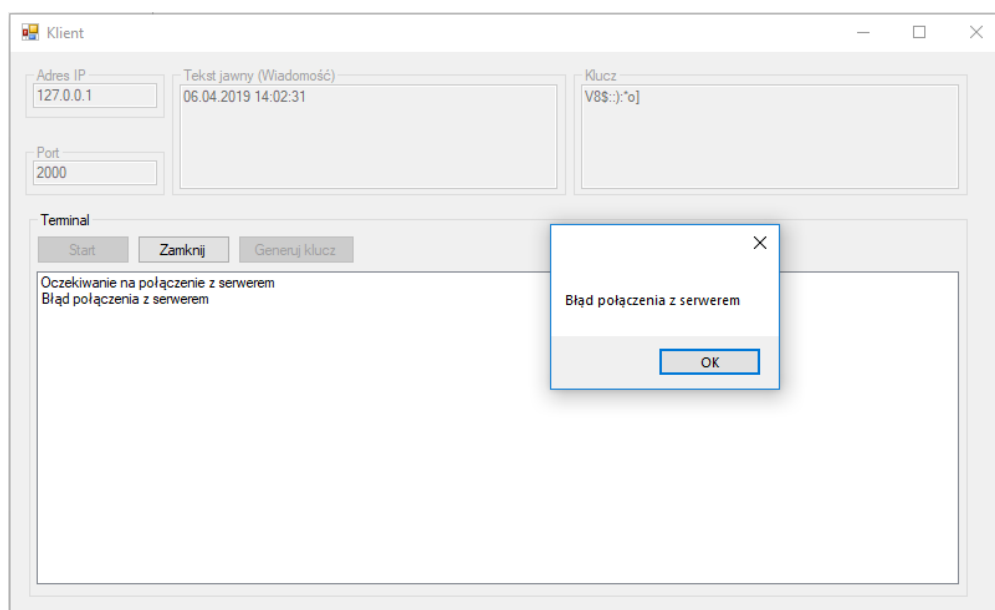 Klient
Adres IP
127.0.0.1
Tekst jawny (Wiadomość)
06.04.2019 14:02:31
Klucz
V8$::):*o]
Port
2000
Terminal
Start
Zamknij
Generuj klucz
Oczekiwanie na połączenie z serwerem
Błąd połączenia z serwerem
Błąd połączenia z serwerem
OK